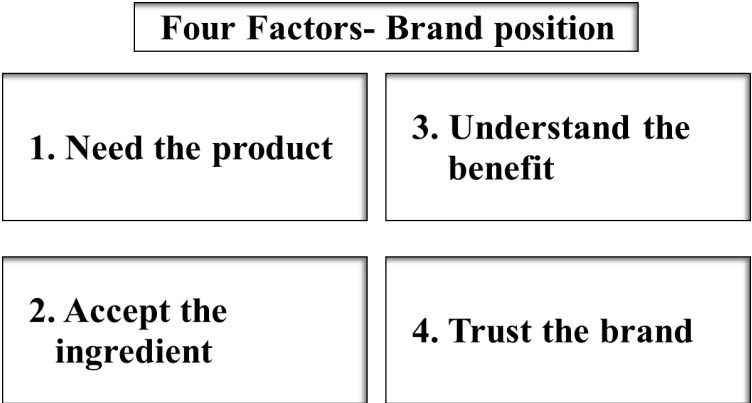 Four Factors- Brand position
1. Need the product
2. Accept the
ingredient
3. Understand the
benefit
4. Trust the brand